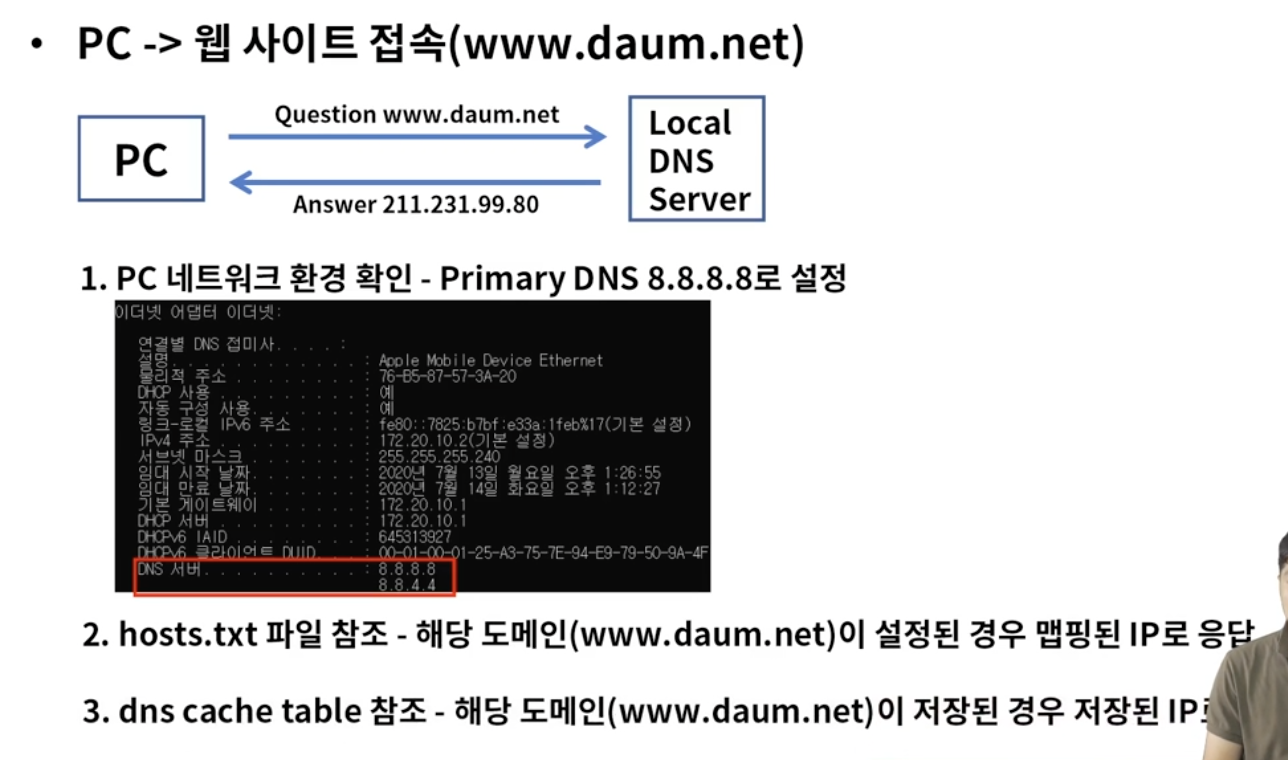 • PC -> 웹 사이트 접속(www.daum.net)
Question www.daum.net
PC
Local
DNS
Server
Answer 211.231.99.80
1. PC 네트워크 환경 확인 - Primary DNS 8.8.8.8로 설정
이더넷 어댑터 이더넷:
연결별 DNS 접미사. . . . :
설명. . . . . . . . . . . . : Apple Mobile Device Ethernet
물리적 주소 . . . . . . . . : 76-B5-87-57-3A-20
DHCP 사용 . . . . . . . . . : 예
자동 구성 사용. . . . . . . : 예
링크-로컬 IPv6 주소 . . . . : fe80::7825:b7bf:e33a:1feb%17(기본 설정)
IPv4 주소 . . . . . . . . . : 172.20.10.2(기본 설정)
서브넷 마스크 . . . . . . . : 255.255.255.240
임대 시작 날짜. . . . . . . : 2020년 7월 13일 월요일 오후 1:26:55
임대 만료 날짜. . . . . . . : 2020년 7월 14일 화요일 오후 1:12:27
기본 게이트웨이 . . . . . . : 172.20.10.1
DHCP 서버 . . . . . . . . . : 172.20.10.1
DHCPv6 IAID . . . . . . . . : 645313927
DHCPv6 클라이언트 DUID. . . : 00-01-00-01-25-A3-75-7E-94-E9-79-50-9A-4F
DNS 서버. . . . . . . . . . : 8.8.8.8
8.8.4.4
2. hosts.txt 파일 참조 - 해당 도메인(www.daum.net)이 설정된 경우 맵핑된 IP로 응답
3. dns cache table 참조 - 해당 도메인(www.daum.net)이 저장된 경우 저장된 IP